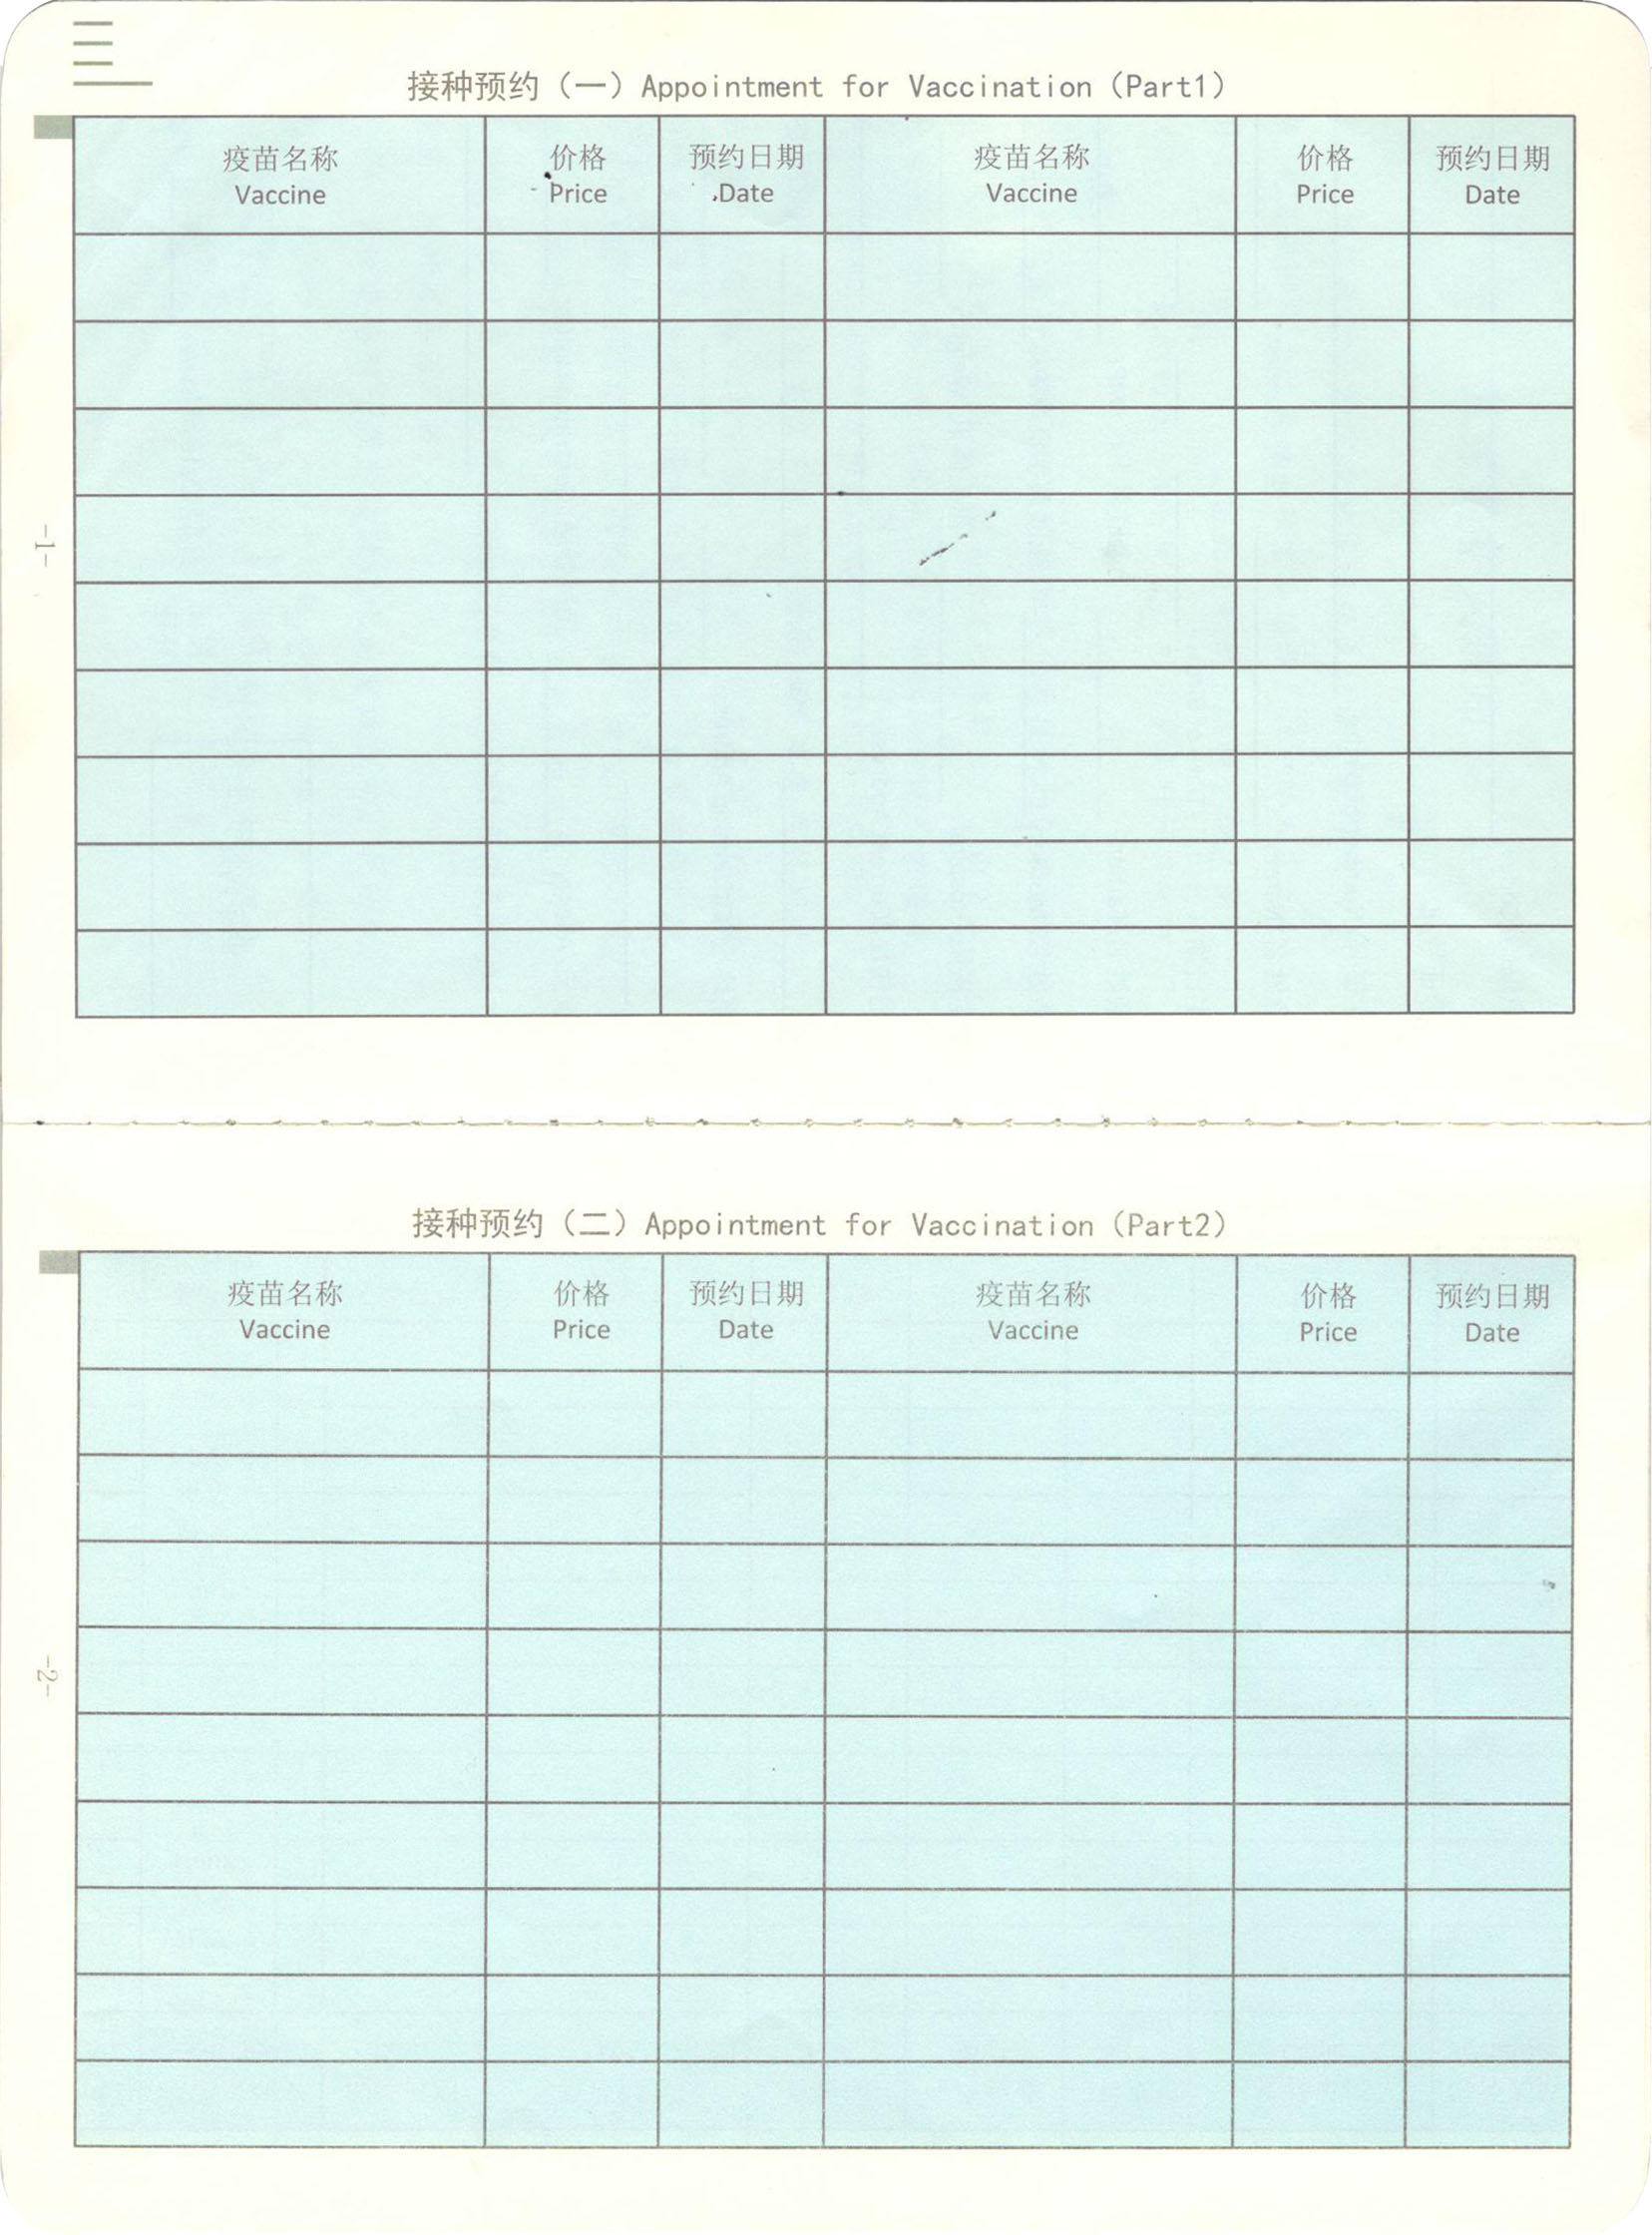 接种预约（一）Appointment for Vaccination（Part1）
疫苗名称 价格 预约日期 疫苗名称 价格 预约日期
Vaccine Price Date Vaccine Price Date
-1-
接种预约（二）Appointment for Vaccination（Part2）
疫苗名称 价格 预约日期 疫苗名称 价格 预约日期
Vaccine Price Date Vaccine Price Date
-2-